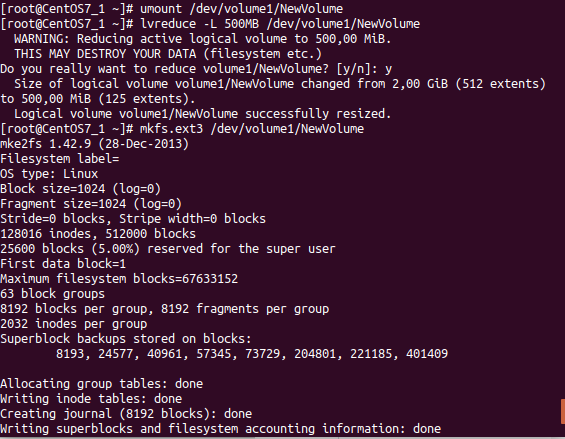 [root@CentOS7_1 ~]# umount /dev/volume1/NewVolume
[root@CentOS7_1 ~]# lvreduce -L 500MB /dev/volume1/NewVolume
  WARNING: Reducing active logical volume to 500,00 MiB.
  THIS MAY DESTROY YOUR DATA (filesystem etc.)
Do you really want to reduce volume1/NewVolume? [y/n]: y
  Size of logical volume volume1/NewVolume changed from 2,00 GiB (512 extents)
to 500,00 MiB (125 extents).
  Logical volume volume1/NewVolume successfully resized.
[root@CentOS7_1 ~]# mkfs.ext3 /dev/volume1/NewVolume
mke2fs 1.42.9 (28-Dec-2013)
Filesystem label=
OS type: Linux
Block size=1024 (log=0)
Fragment size=1024 (log=0)
Stride=0 blocks, Stripe width=0 blocks
128016 inodes, 512000 blocks
25600 blocks (5.00%) reserved for the super user
First data block=1
Maximum filesystem blocks=67633152
63 block groups
8192 blocks per group, 8192 fragments per group
2032 inodes per group
Superblock backups stored on blocks:
        8193, 24577, 40961, 57345, 73729, 204801, 221185, 401409

Allocating group tables: done
Writing inode tables: done
Creating journal (8192 blocks): done
Writing superblocks and filesystem accounting information: done